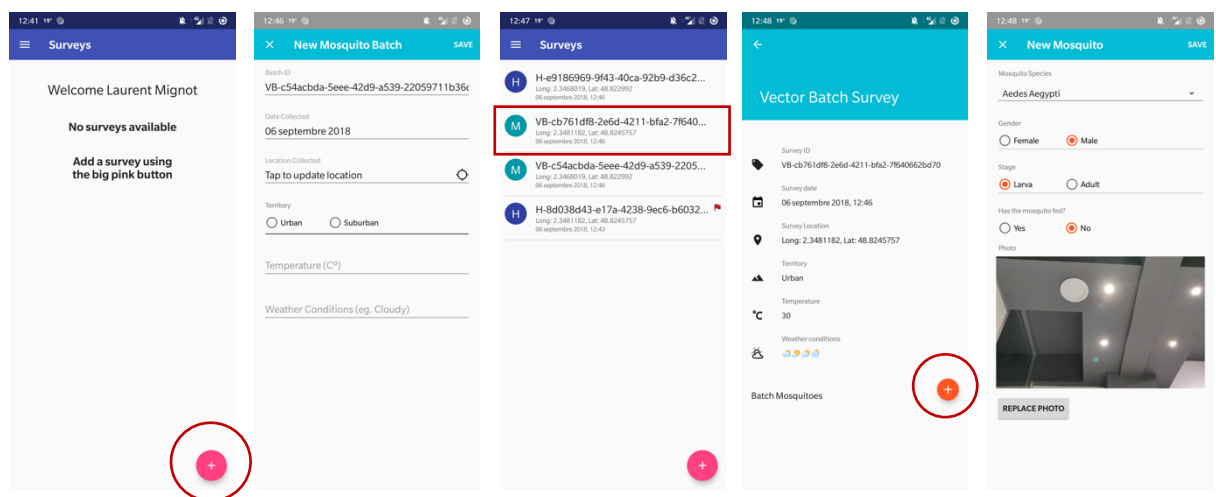 12:41 19°
Surveys
Welcome Laurent Mignot
No surveys available
Add a survey using
the big pink button
+
12:46 19°
× New Mosquito Batch SAVE
Batch ID
VB-c54acbda-5eee-42d9-a539-22059711b36c
Date Collected
06 septembre 2018
Location Collected
Tap to update location
Territory
Urban Suburban
Temperature (C°)
Weather Conditions (eg. Cloudy)
12:47 19°
Surveys
H H-e9186969-9f43-40ca-92b9-d36c2...
Long: 2.3468019, Lat: 48.822992
06 septembre 2018, 12:46
M VB-cb761df8-2e6d-4211-bfa2-7f640...
Long: 2.3481182, Lat: 48.8245757
06 septembre 2018, 12:46
M VB-c54acbda-5eee-42d9-a539-2205...
Long: 2.3468019, Lat: 48.822992
06 septembre 2018, 12:46
H H-8d038d43-e17a-4238-9ec6-b6032...
Long: 2.3481182, Lat: 48.8245757
06 septembre 2018, 12:43
+
12:48 19°
Vector Batch Survey
Survey ID
VB-cb761df8-2e6d-4211-bfa2-7f640662bd70
Survey date
06 septembre 2018, 12:46
Survey Location
Long: 2.3481182, Lat: 48.8245757
Territory
Urban
Temperature
°C 30
Weather conditions
Batch Mosquitoes +
12:48 19°
× New Mosquito SAVE
Mosquito Species
Aedes Aegypti
Gender
Female Male
Stage
Larva Adult
Has the mosquito fed?
Yes No
Photo
REPLACE PHOTO